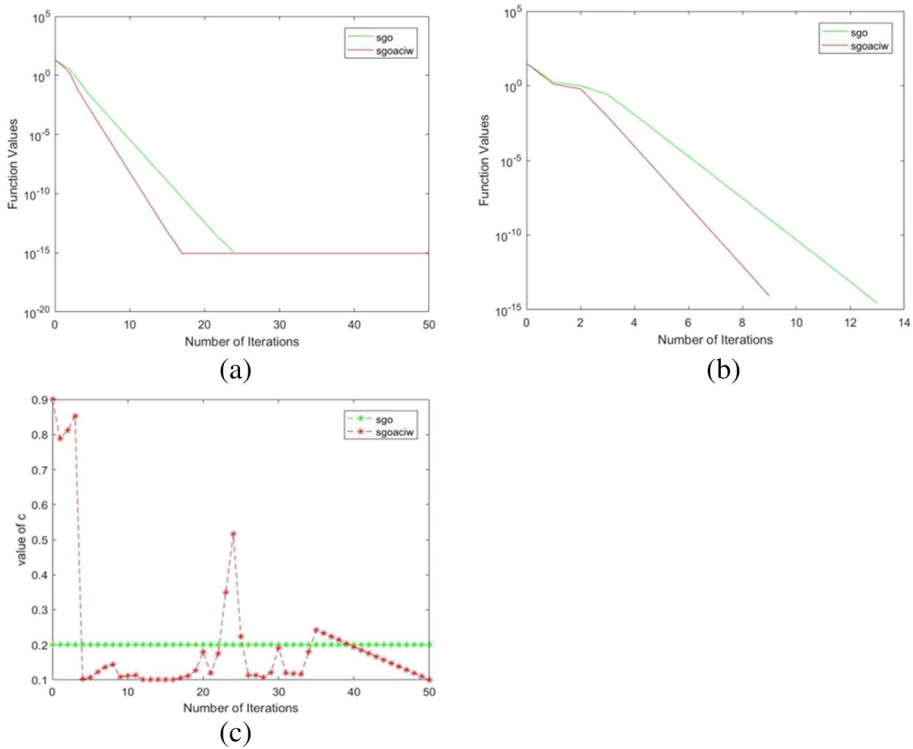 10^5
10^0
10^-5
10^-10
10^-15
10^-20
Function Values
sgo
sgoaciw
0 10 20 30 40 50
Number of Iterations
(a)
10^5
10^0
10^-5
10^-10
10^-15
Function Values
sgo
sgoaciw
0 2 4 6 8 10 12 14
Number of Iterations
(b)
0.9
0.8
0.7
0.6
0.5
0.4
0.3
0.2
0.1
value of c
sgo
sgoaciw
0 10 20 30 40 50
Number of Iterations
(c)